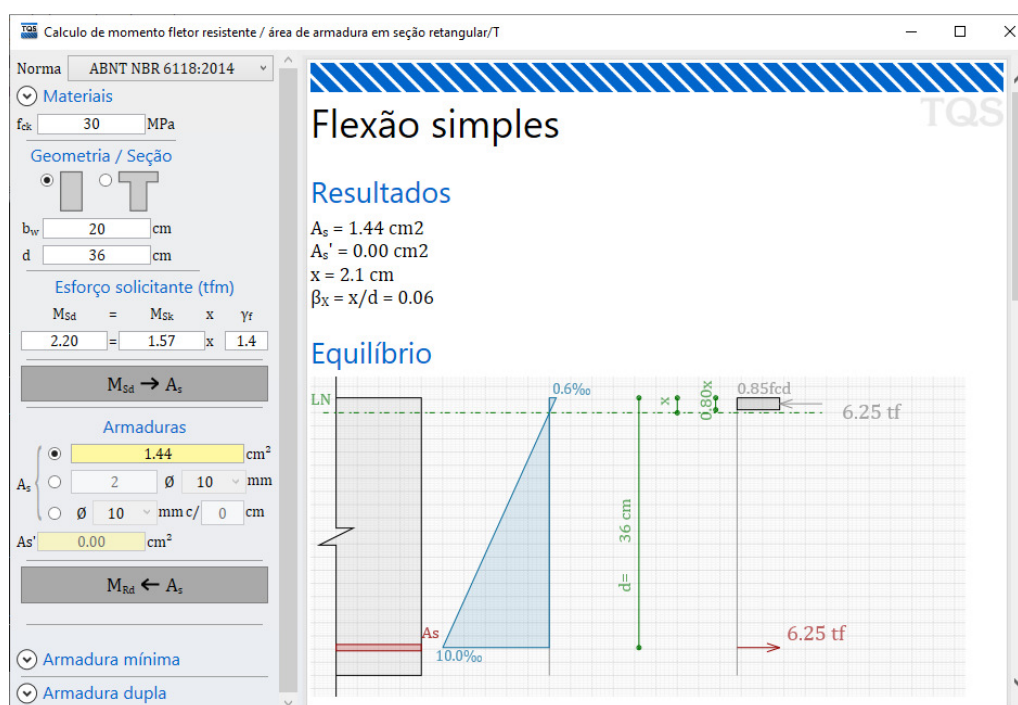 TQS Calculo de momento fletor resistente / área de armadura em seção retangular/T
Norma ABNT NBR 6118:2014
Materiais
fck 30 MPa
Geometria / Seção
bw 20 cm
d 36 cm
Esforço solicitante (tfm)
MSd = MSk x γf
2.20 = 1.57 x 1.4
MSd → As
Armaduras
1.44 cm²
As 2 Ø 10 mm
Ø 10 mm c/ 0 cm
As' 0.00 cm²
MRd ← As
Armadura mínima
Armadura dupla
TQS
Flexão simples
Resultados
As = 1.44 cm2
As' = 0.00 cm2
x = 2.1 cm
βx = x/d = 0.06
Equilíbrio
LN
0.6‰
x
0.80x
0.85fcd
6.25 tf
d= 36 cm
As
10.0‰
6.25 tf